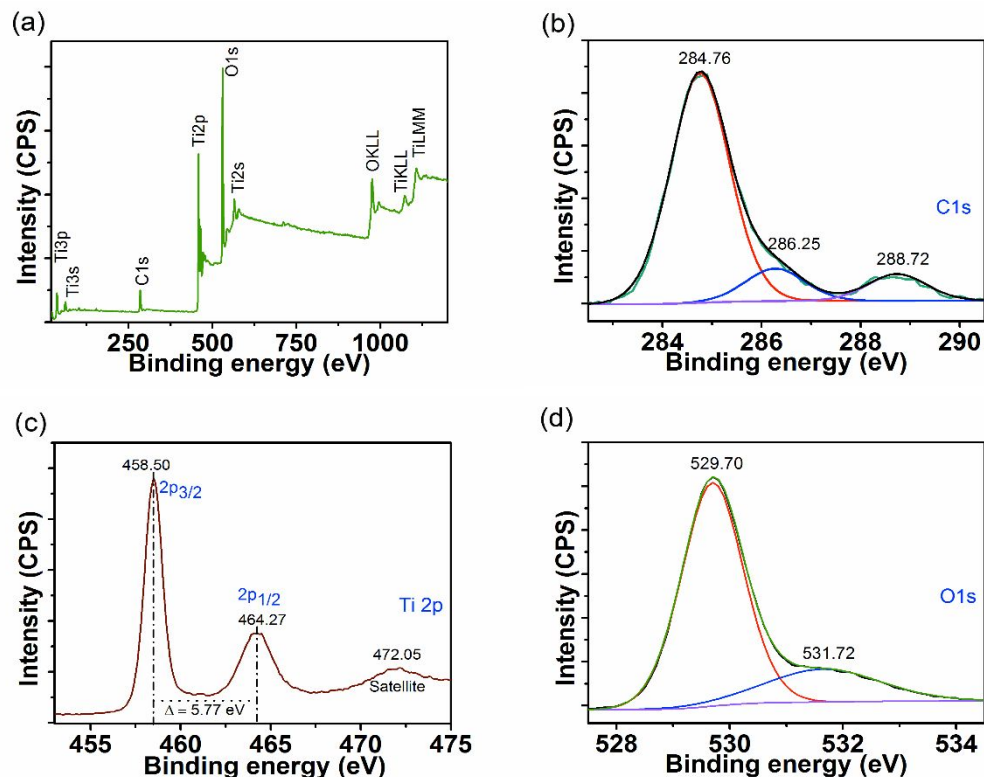 (a)
Intensity (CPS)
Ti3p
Ti3s
C1s
Ti2p
O1s
Ti2s
OKLL
TiKLL
TiLMM
250 500 750 1000
Binding energy (eV)
(b)
Intensity (CPS)
284.76
286.25
288.72
C1s
284 286 288 290
Binding energy (eV)
(c)
Intensity (CPS)
458.50
2p3/2
2p1/2
464.27
Ti 2p
472.05
Satellite
Δ = 5.77 eV
455 460 465 470 475
Binding energy (eV)
(d)
Intensity (CPS)
529.70
531.72
O1s
528 530 532 534
Binding energy (eV)